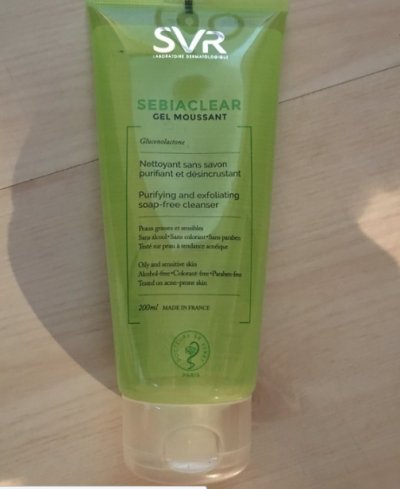 SVR
LABORATOIRE DERMATOLOGIQUE
SEBIACLEAR
GEL MOUSSANT
Gluconolactone
Nettoyant sans savon
purifiant et désincrustant
Purifying and exfoliating
soap-free cleanser
Peaux grasses et sensibles
Sans alcool•Sans colorant•Sans paraben
Testé sur peau à tendance acnéique
Oily and sensitive skin
Alcohol-free•Colorant-free•Paraben-free
Tested on acne-prone skin
200ml MADE IN FRANCE
PARIS